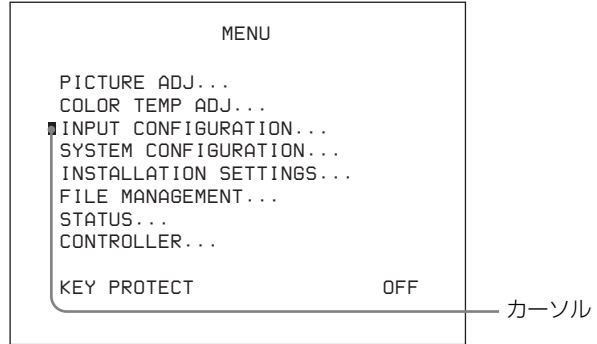 MENU
PICTURE ADJ...
COLOR TEMP ADJ...
INPUT CONFIGURATION...
SYSTEM CONFIGURATION...
INSTALLATION SETTINGS...
FILE MANAGEMENT...
STATUS...
CONTROLLER...
KEY PROTECT OFF
カーソル